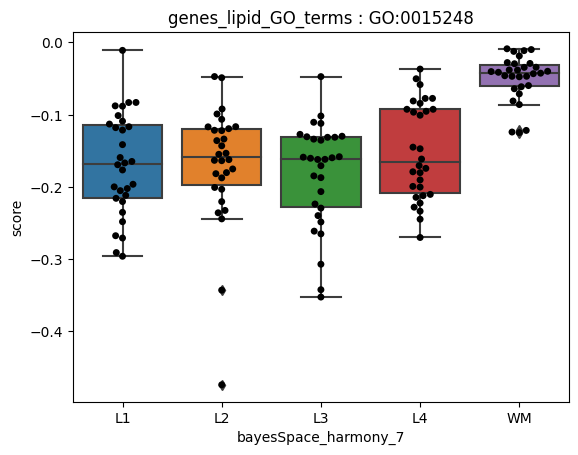 genes_lipid_GO_terms : GO:0015248
score
0.0
−0.1
−0.2
−0.3
−0.4
L1 L2 L3 L4 WM
bayesSpace_harmony_7